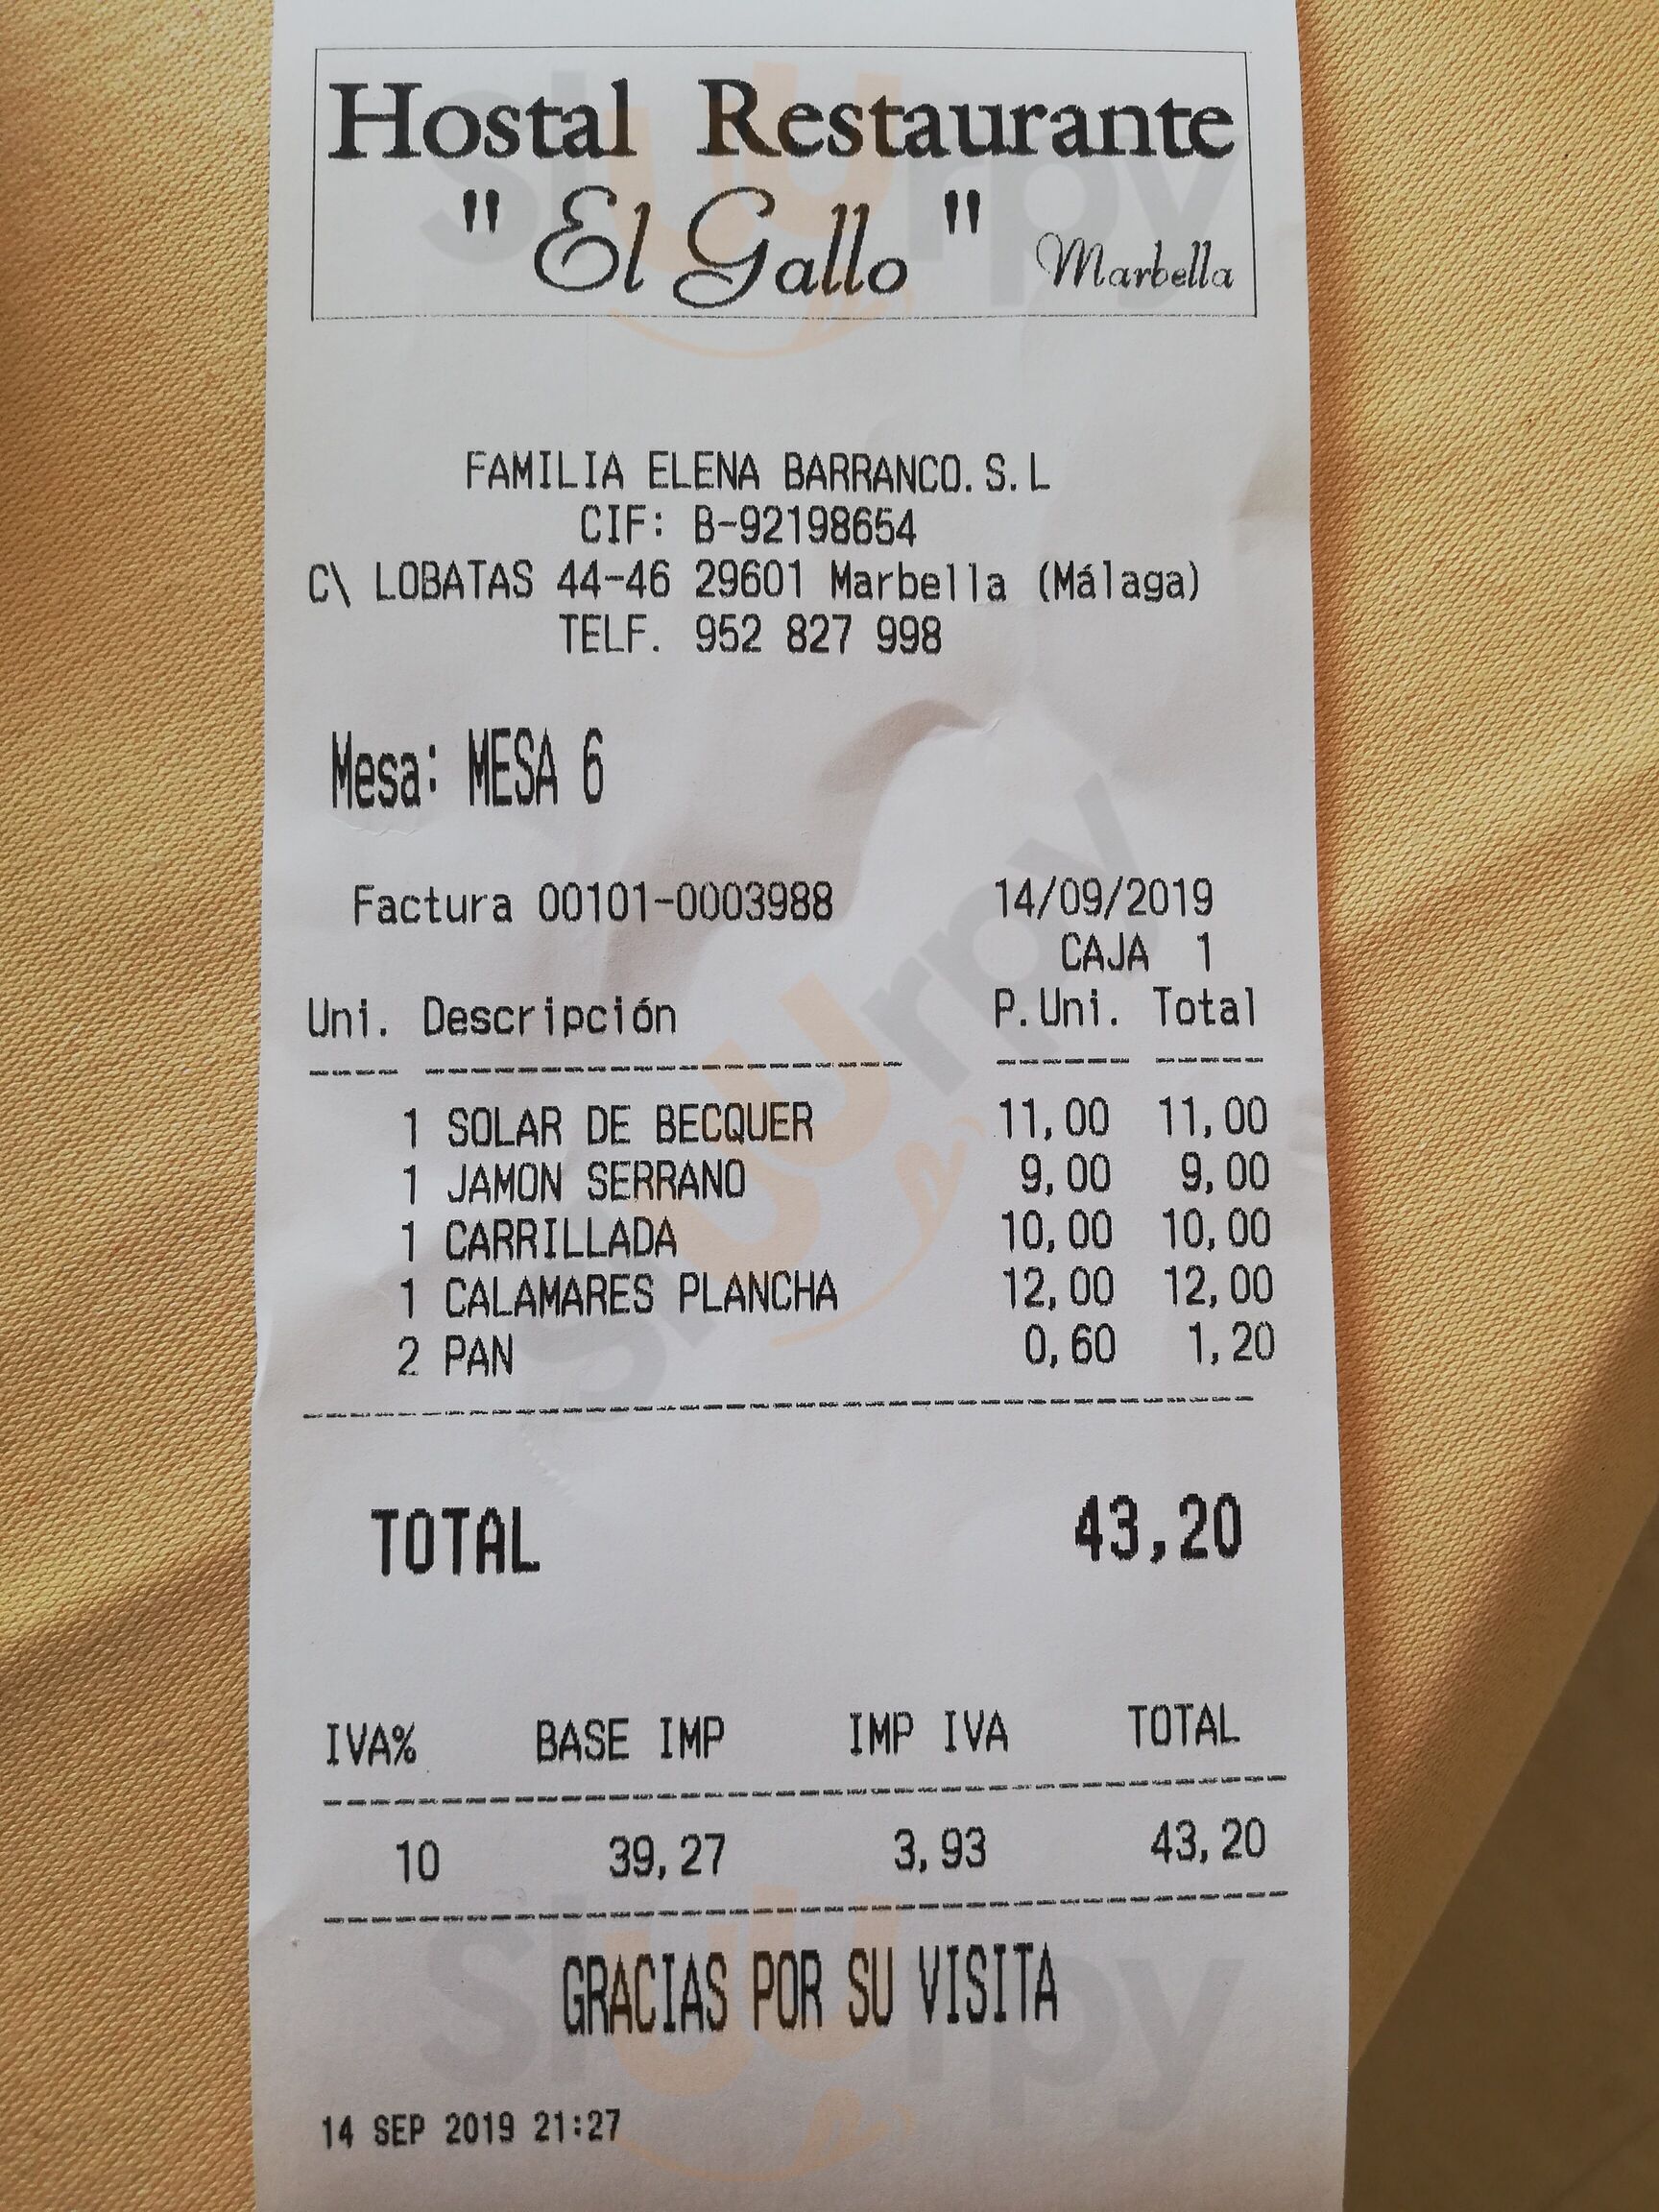 Hostal Restaurante
" El Gallo " Marbella
FAMILIA ELENA BARRANCO.S.L
CIF: B-92198654
C\ LOBATAS 44-46 29601 Marbella (Málaga)
TELF. 952 827 998
Mesa: MESA 6
Factura 00101-0003988 14/09/2019
CAJA 1
Uni. Descripción P.Uni. Total
1 SOLAR DE BECQUER 11,00 11,00
1 JAMON SERRANO 9,00 9,00
1 CARRILLADA 10,00 10,00
1 CALAMARES PLANCHA 12,00 12,00
2 PAN 0,60 1,20
TOTAL 43,20
IVA% BASE IMP IMP IVA TOTAL
10 39,27 3,93 43,20
GRACIAS POR SU VISITA
14 SEP 2019 21:27
sluurpy
sluurpy
sluurpy